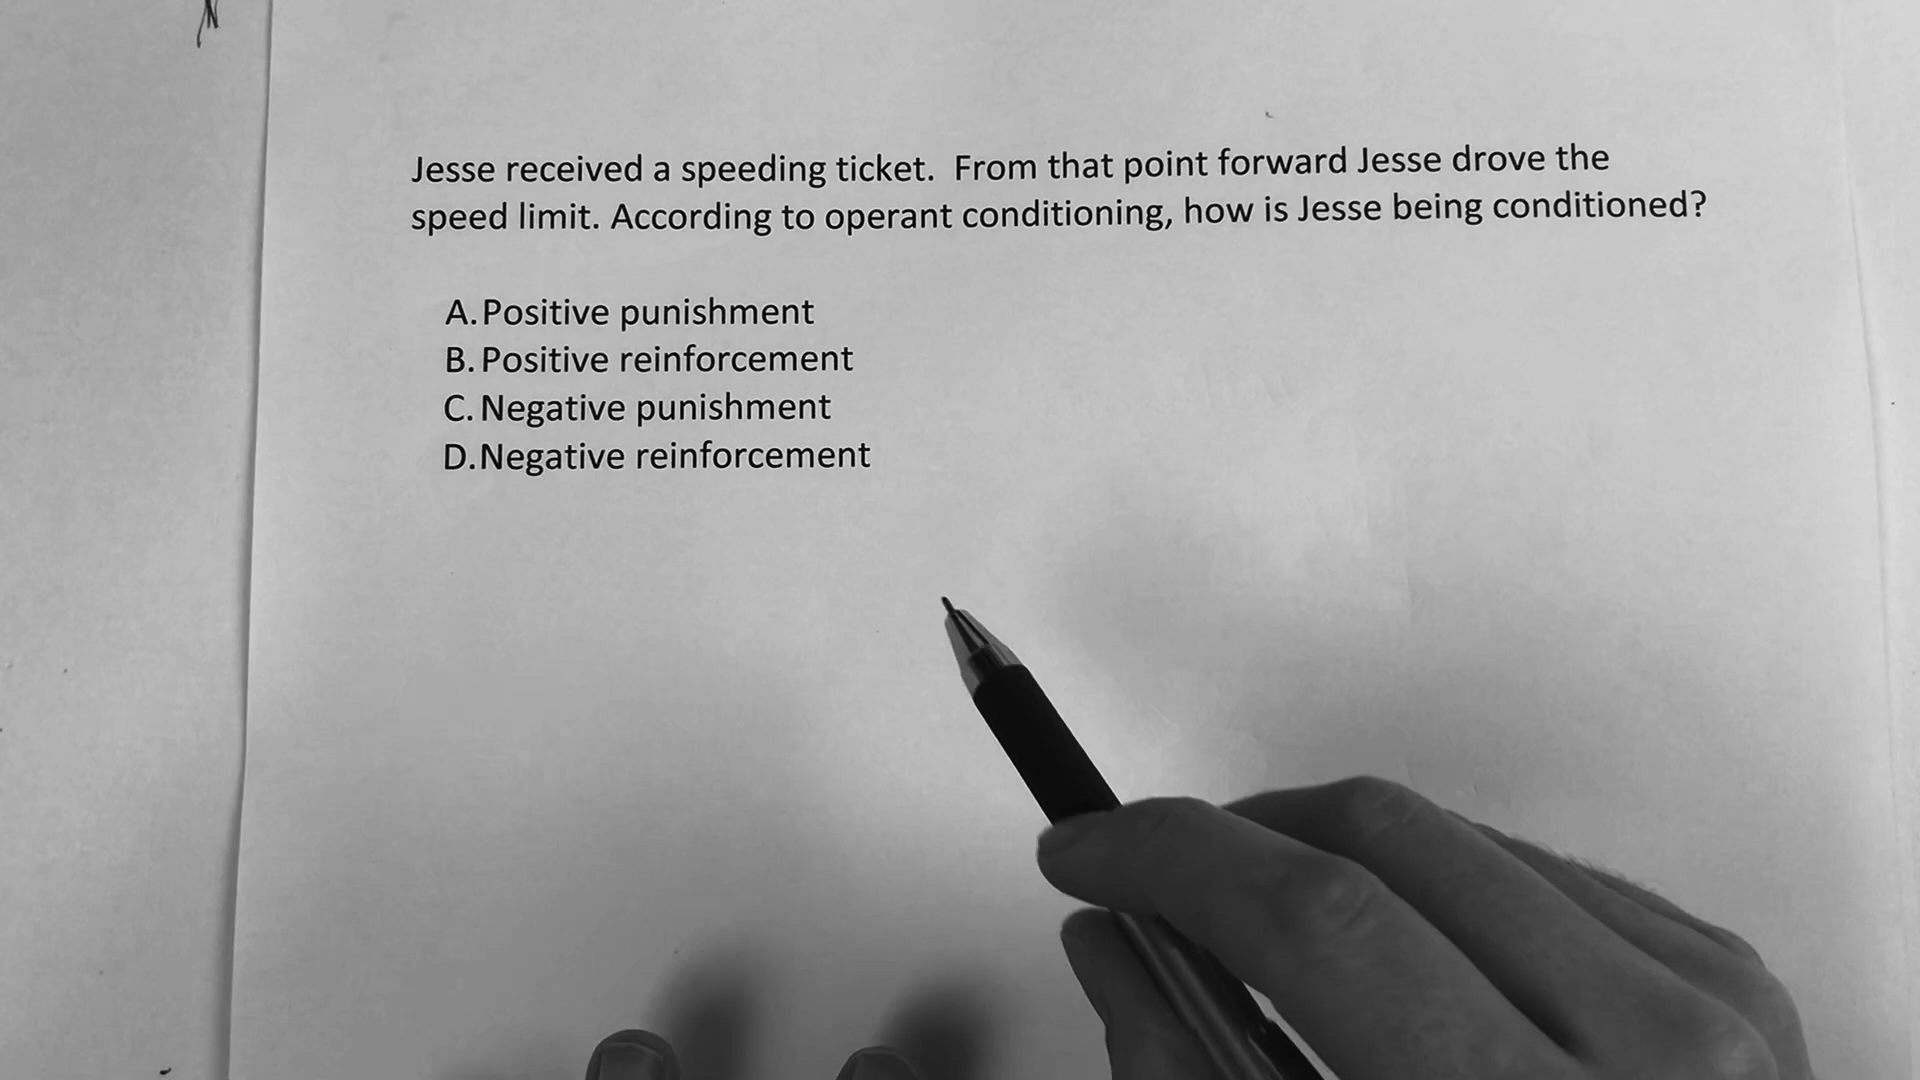 Jesse received a speeding ticket.  From that point forward Jesse drove the
speed limit. According to operant conditioning, how is Jesse being conditioned?
A. Positive punishment
B. Positive reinforcement
C. Negative punishment
D. Negative reinforcement